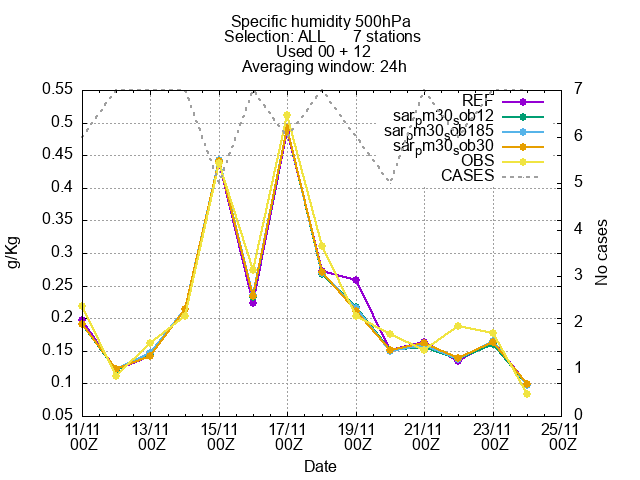 Specific humidity 500hPa
Selection: ALL 7 stations
Used 00 + 12
Averaging window: 24h
0.55
0.5
0.45
0.4
0.35
0.3
0.25
0.2
0.15
0.1
0.05
g/Kg
7
6
5
4
3
2
1
0
No cases
REF
sar_pm30_sob12
sar_pm30_sob185
sar_pm30_sob30
OBS
CASES
11/11 13/11 15/11 17/11 19/11 21/11 23/11 25/11
00Z 00Z 00Z 00Z 00Z 00Z 00Z 00Z
Date